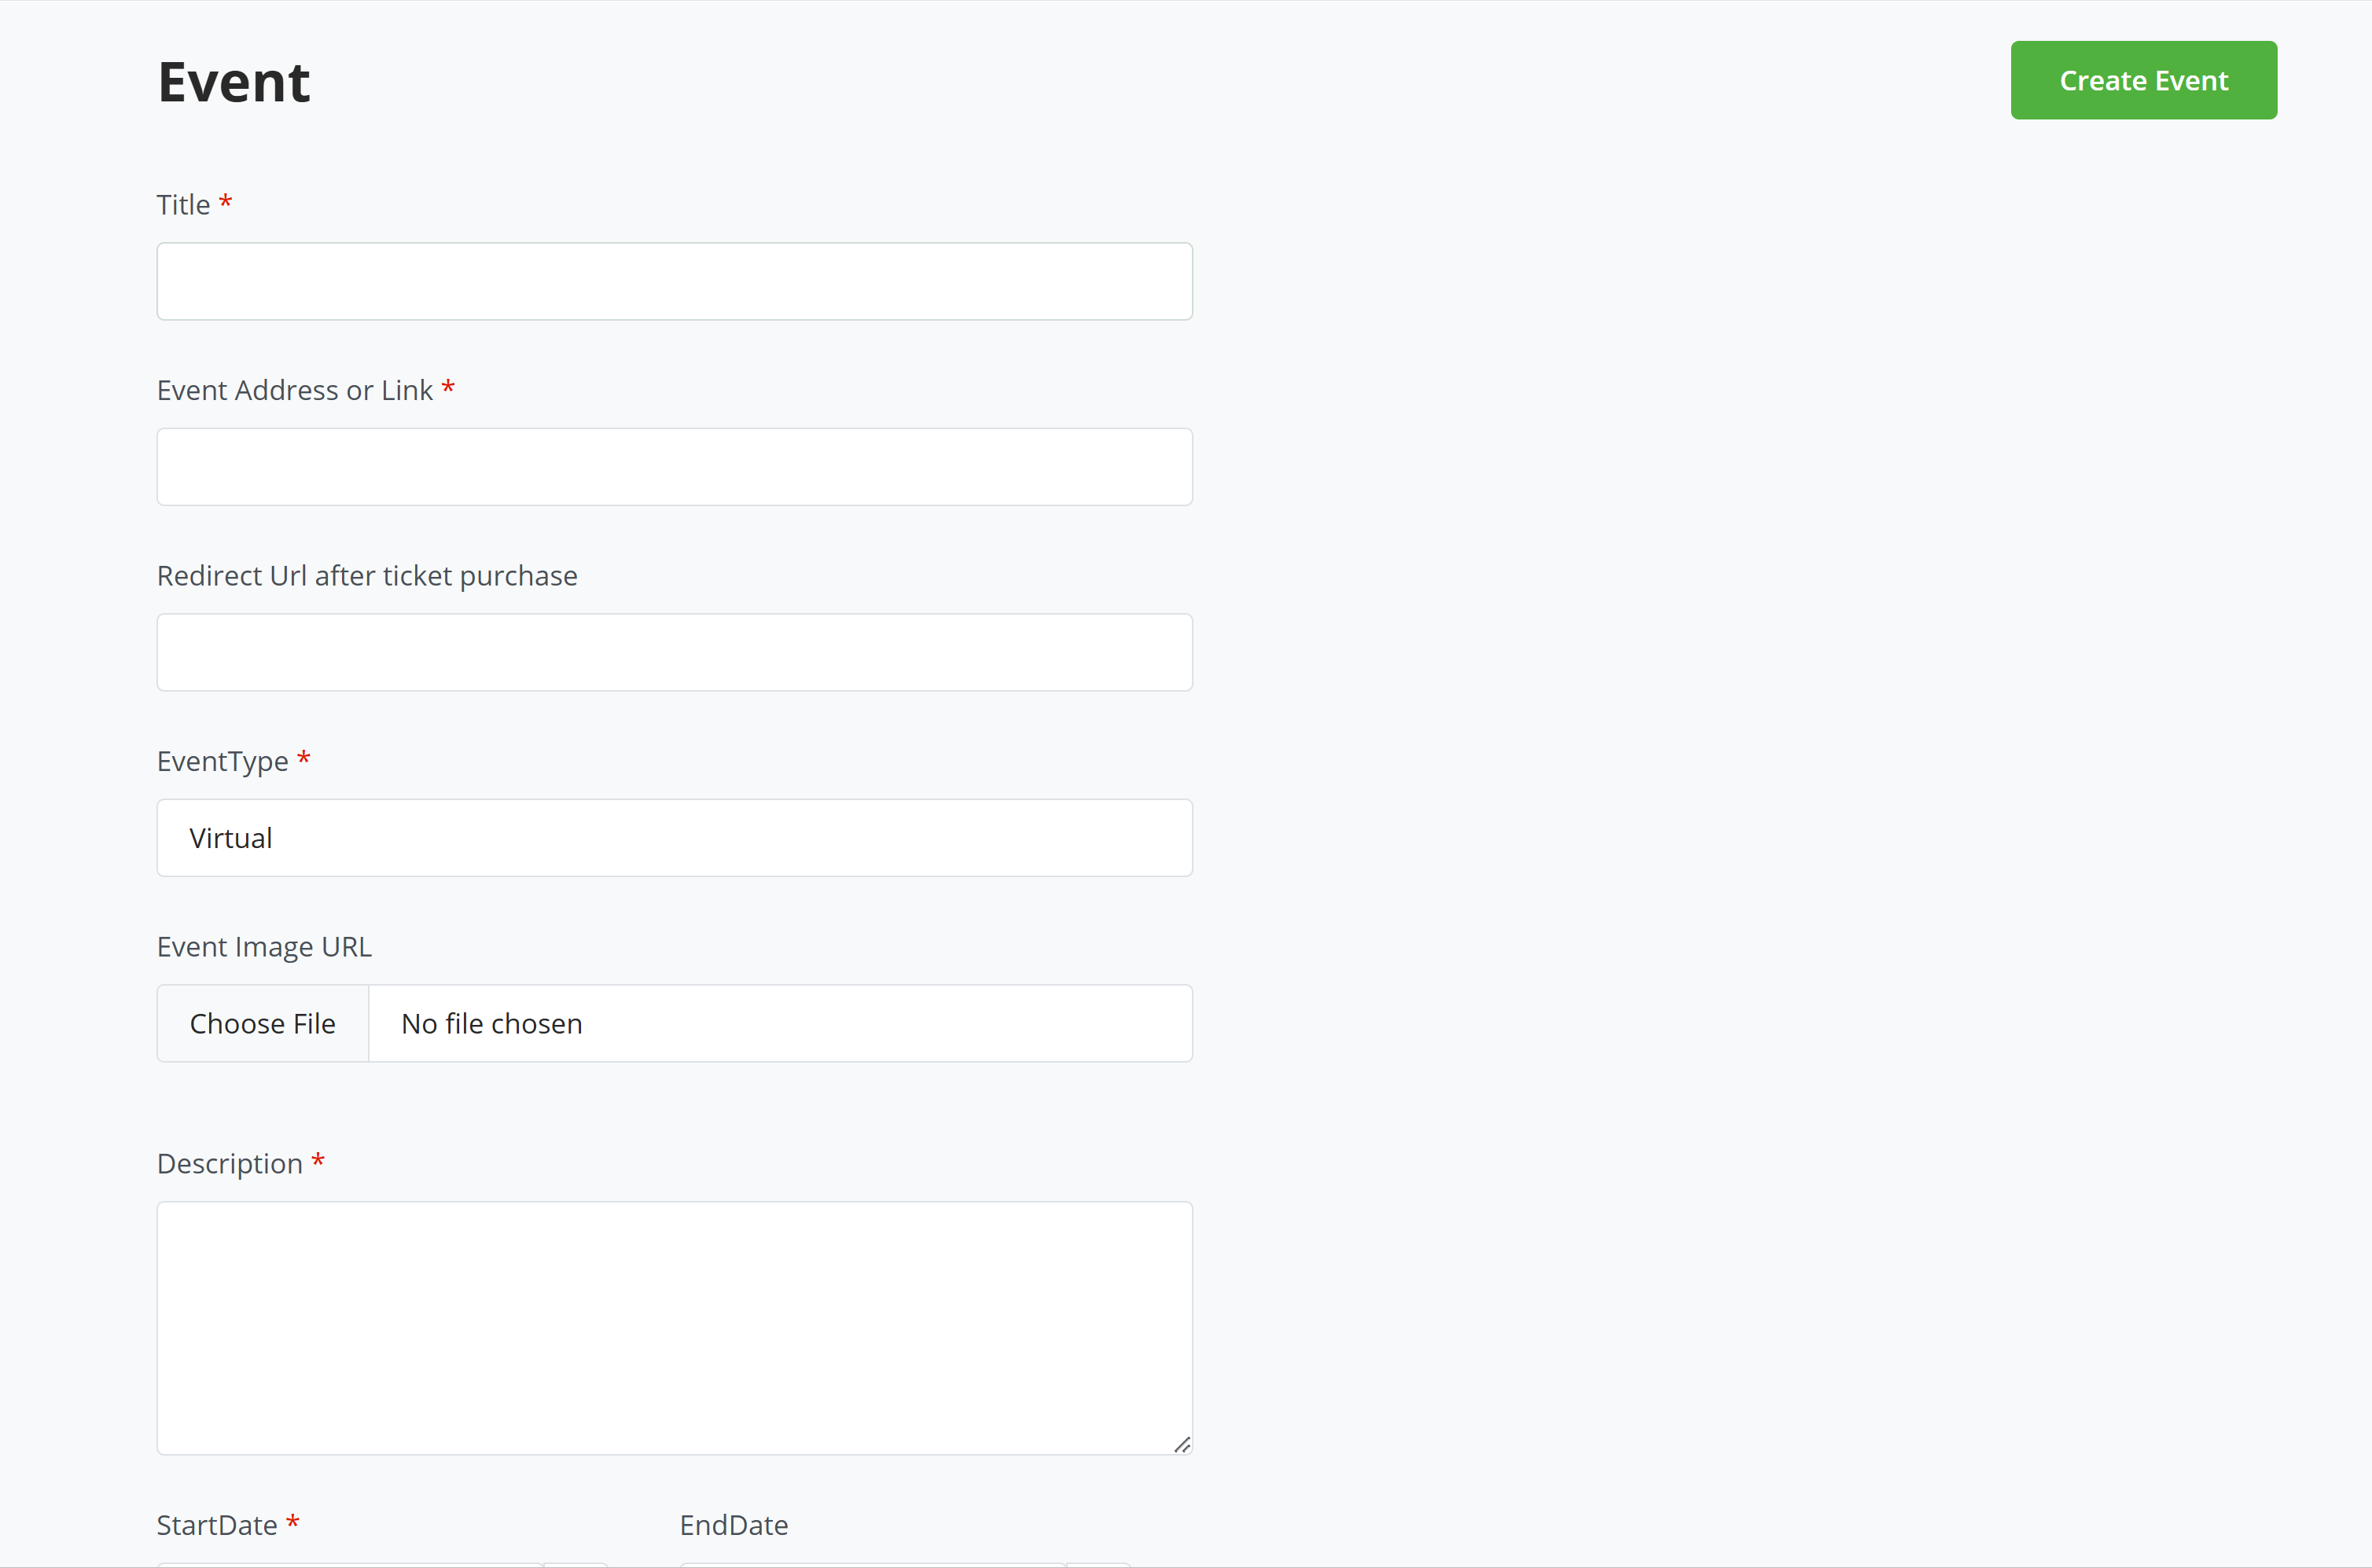 Event
Create Event
Title *
Event Address or Link *
Redirect Url after ticket purchase
EventType *
Virtual
Event Image URL
Choose File No file chosen
Description *
StartDate * EndDate